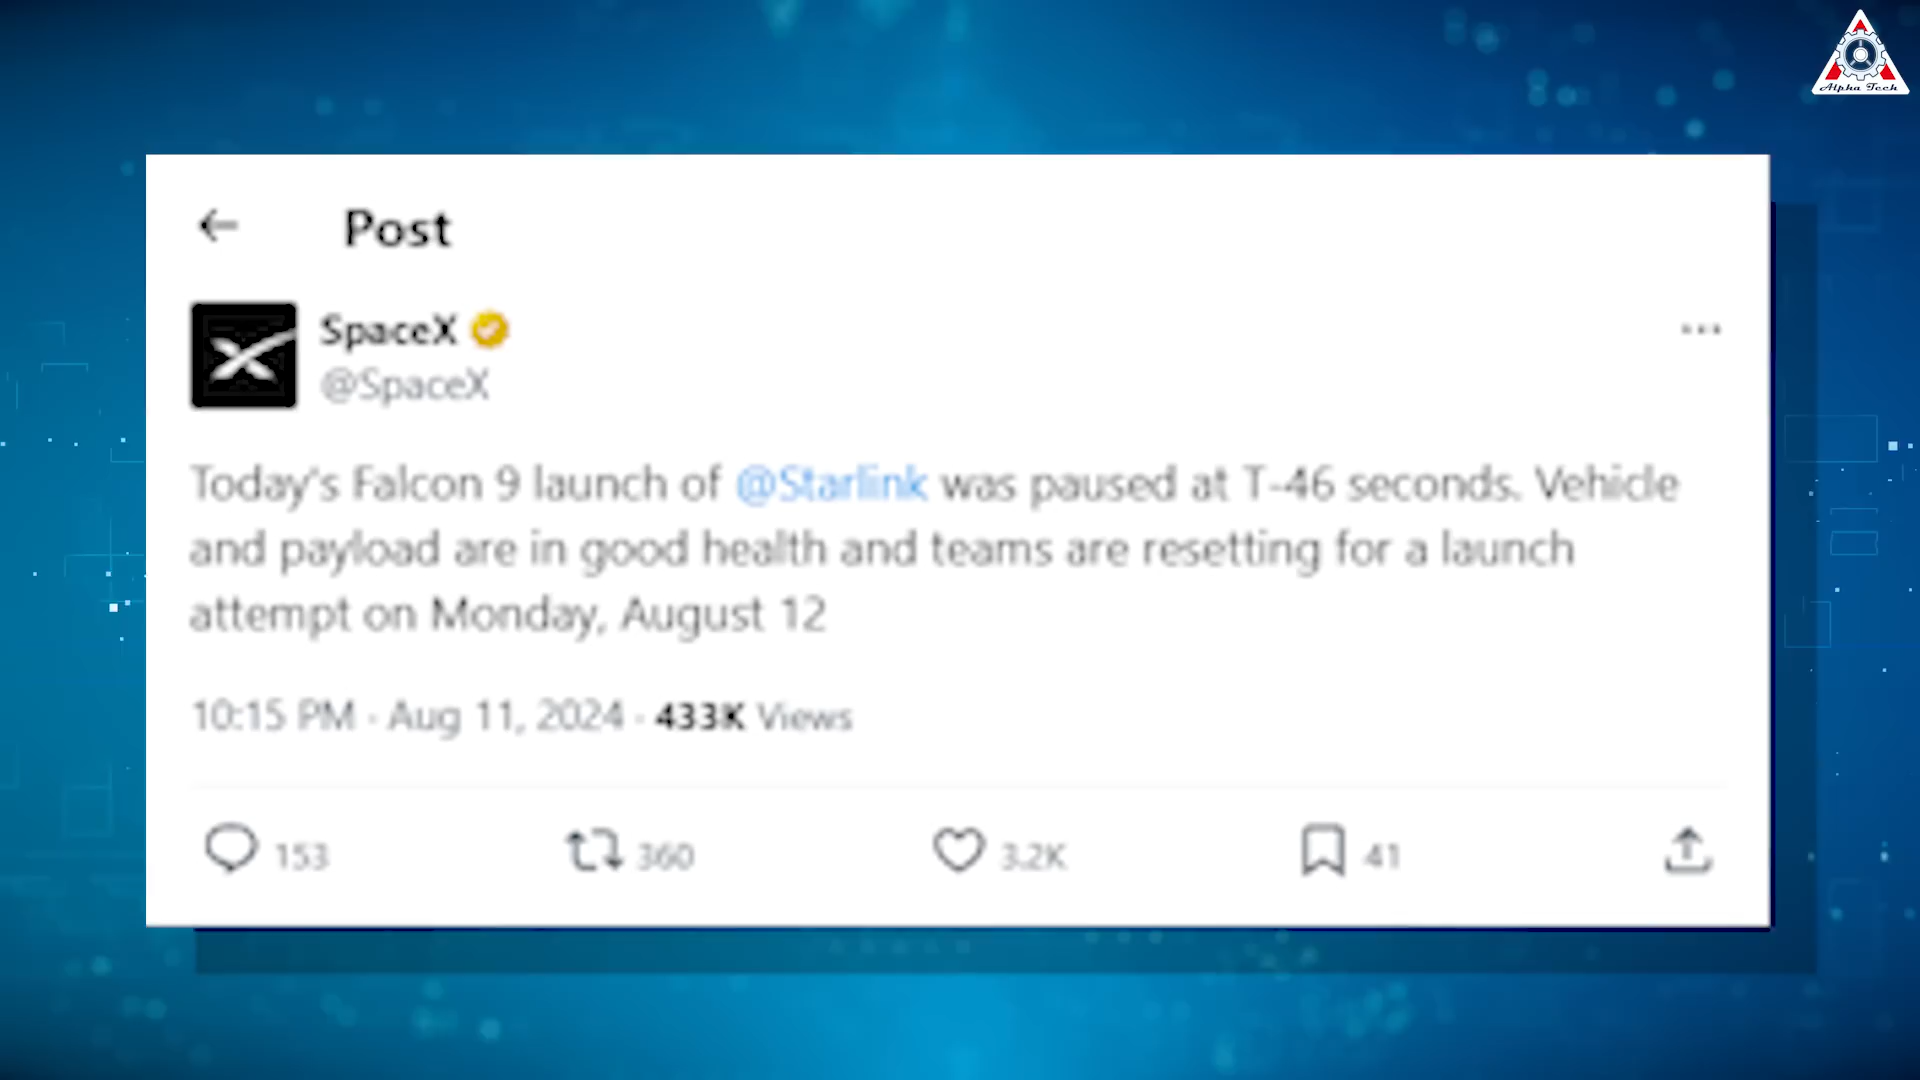 Alpha Tech
Post
SpaceX
@SpaceX
Today's Falcon 9 launch of @Starlink was paused at T-46 seconds. Vehicle
and payload are in good health and teams are resetting for a launch
attempt on Monday, August 12
10:15 PM · Aug 11, 2024 · 433K Views
153 360 3.2K 41